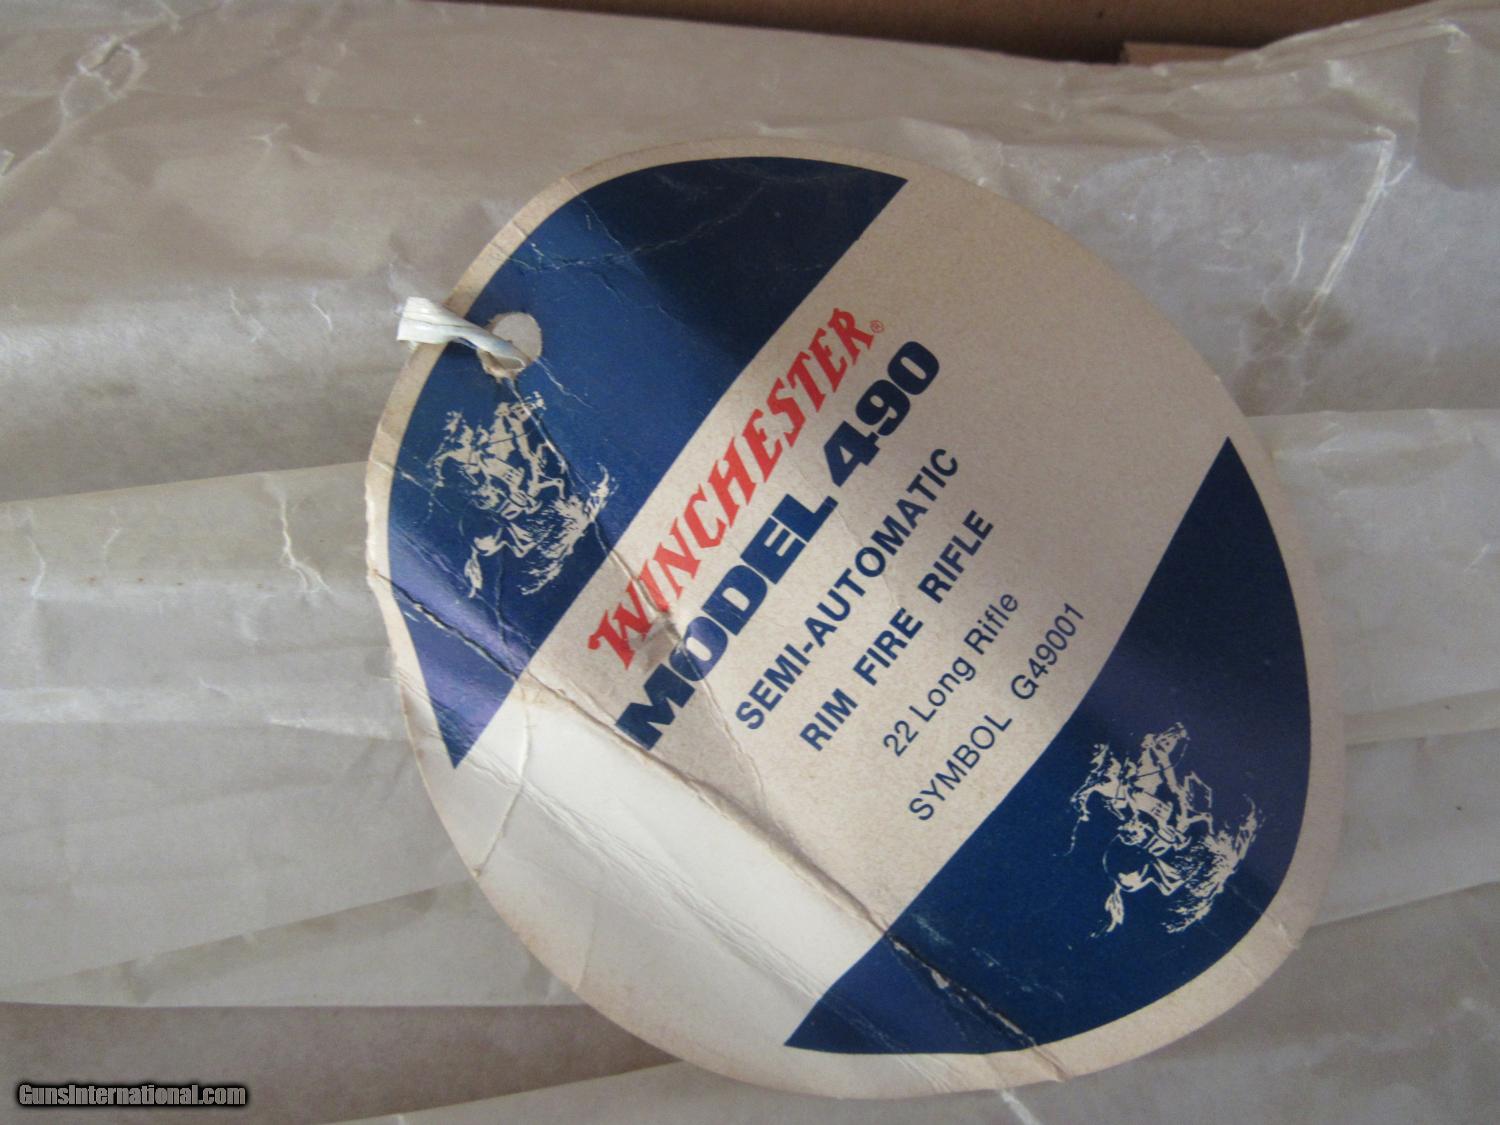 WINCHESTER®
MODEL 490
SEMI-AUTOMATIC
RIM FIRE RIFLE
22 Long Rifle
SYMBOL G49001
GunsInternational.com